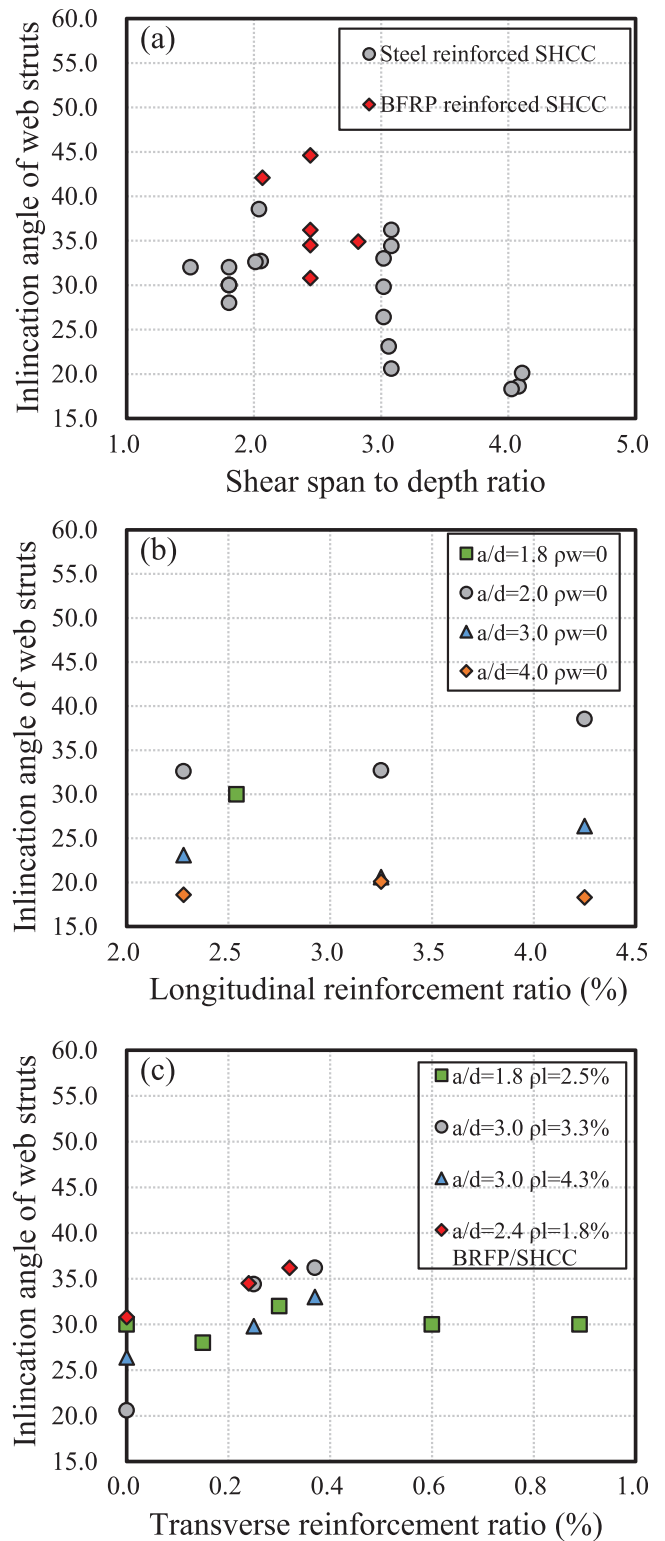 (a)
Steel reinforced SHCC
BFRP reinforced SHCC
Inlincation angle of web struts
60.0
55.0
50.0
45.0
40.0
35.0
30.0
25.0
20.0
15.0
1.0 2.0 3.0 4.0 5.0
Shear span to depth ratio
(b)
a/d=1.8 ρw=0
a/d=2.0 ρw=0
a/d=3.0 ρw=0
a/d=4.0 ρw=0
Inlincation angle of web struts
60.0
55.0
50.0
45.0
40.0
35.0
30.0
25.0
20.0
15.0
2.0 2.5 3.0 3.5 4.0 4.5
Longitudinal reinforcement ratio (%)
(c)
a/d=1.8 ρl=2.5%
a/d=3.0 ρl=3.3%
a/d=3.0 ρl=4.3%
a/d=2.4 ρl=1.8%
BRFP/SHCC
Inlincation angle of web struts
60.0
55.0
50.0
45.0
40.0
35.0
30.0
25.0
20.0
15.0
0.0 0.2 0.4 0.6 0.8 1.0
Transverse reinforcement ratio (%)